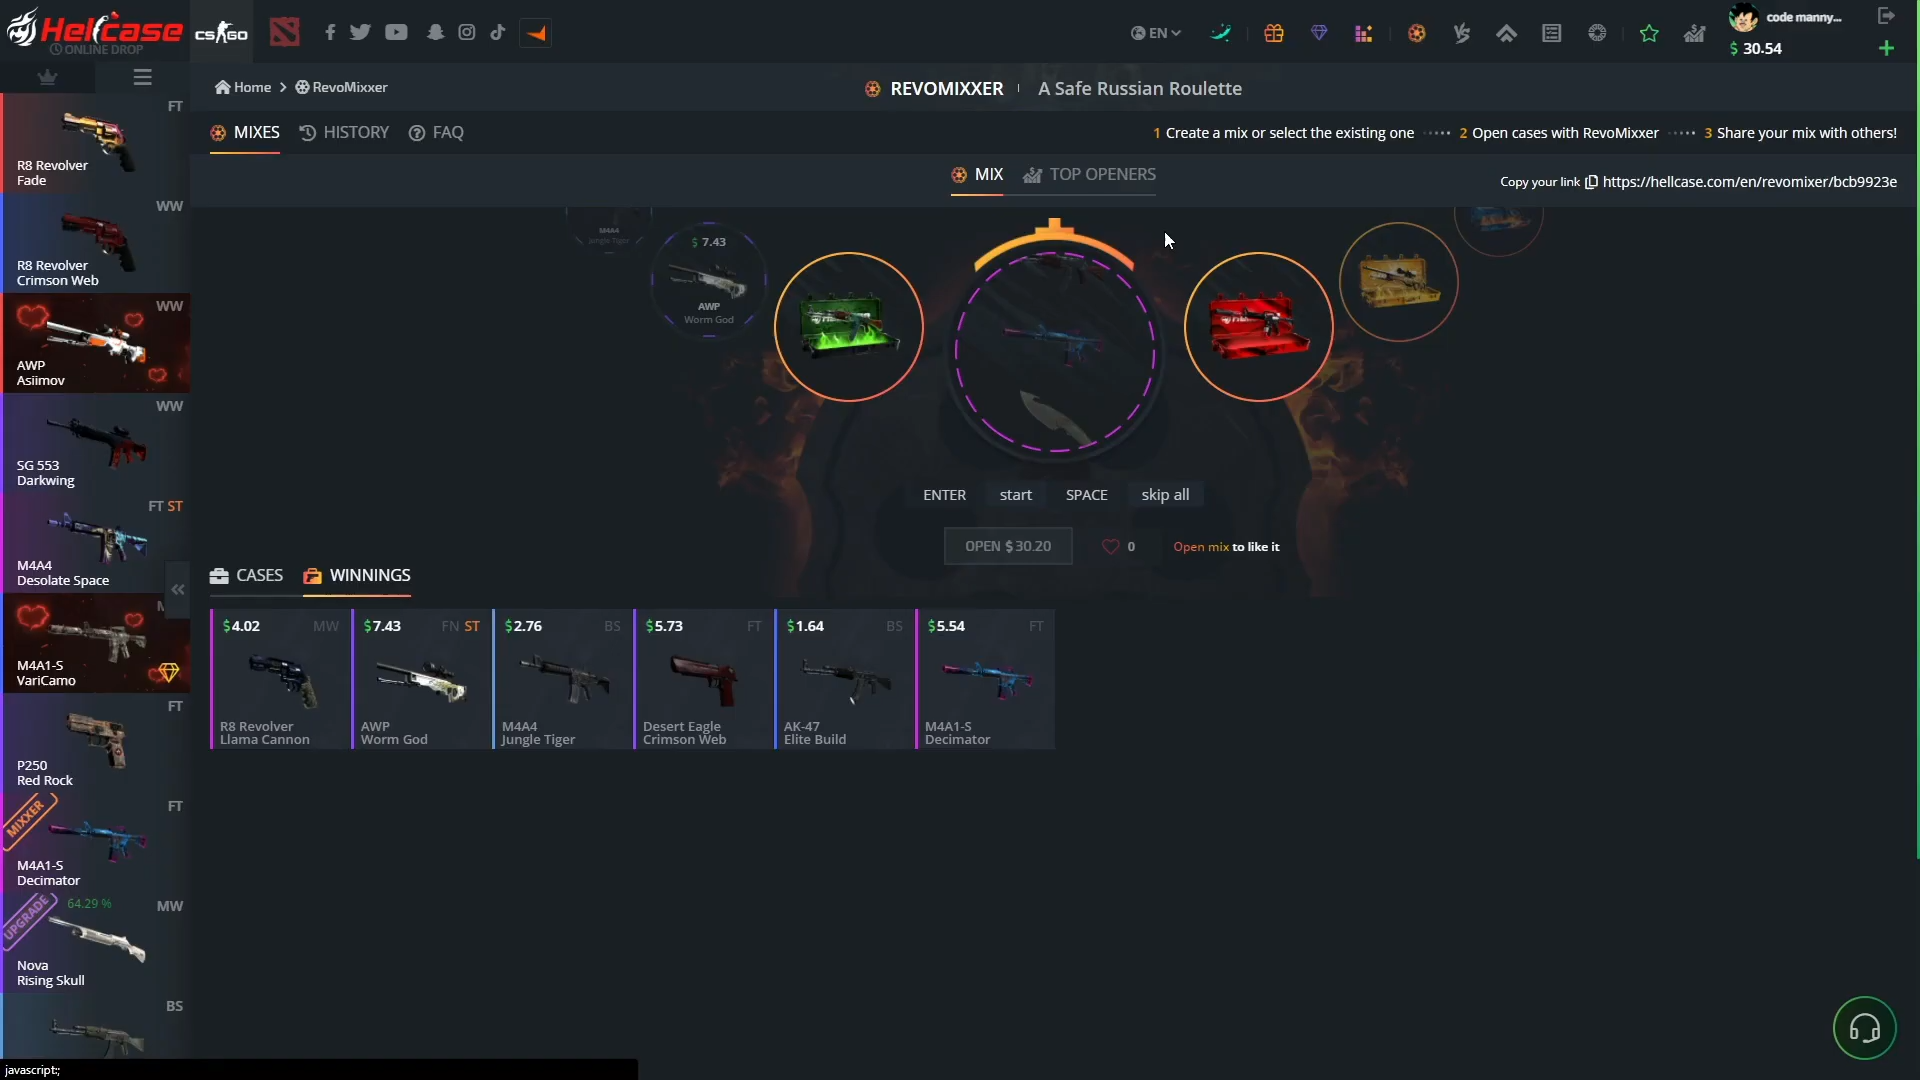 HellCase
ONLINE DROP
CS:GO
EN
code manny...
$ 30.54
Home > RevoMixxer
REVOMIXXER
A Safe Russian Roulette
MIXES
HISTORY
FAQ
1 Create a mix or select the existing one ····· 2 Open cases with RevoMixxer ····· 3 Share your mix with others!
MIX
TOP OPENERS
Copy your link https://hellcase.com/en/revomixer/bcb9923e
FT
R8 Revolver
Fade
WW
R8 Revolver
Crimson Web
WW
AWP
Asiimov
WW
SG 553
Darkwing
FT ST
M4A4
Desolate Space
M4A1-S
VariCamo
FT
P250
Red Rock
FT
MIXXER
M4A1-S
Decimator
64.29 %
MW
UPGRADE
Nova
Rising Skull
BS
M4A4
Jungle Tiger
$ 7.43
AWP
Worm God
ENTER start SPACE skip all
OPEN $ 30.20
0
Open mix to like it
CASES
WINNINGS
$4.02 MW
R8 Revolver
Llama Cannon
$7.43 FN ST
AWP
Worm God
$2.76 BS
M4A4
Jungle Tiger
$5.73 FT
Desert Eagle
Crimson Web
$1.64 BS
AK-47
Elite Build
$5.54 FT
M4A1-S
Decimator
javascript:;